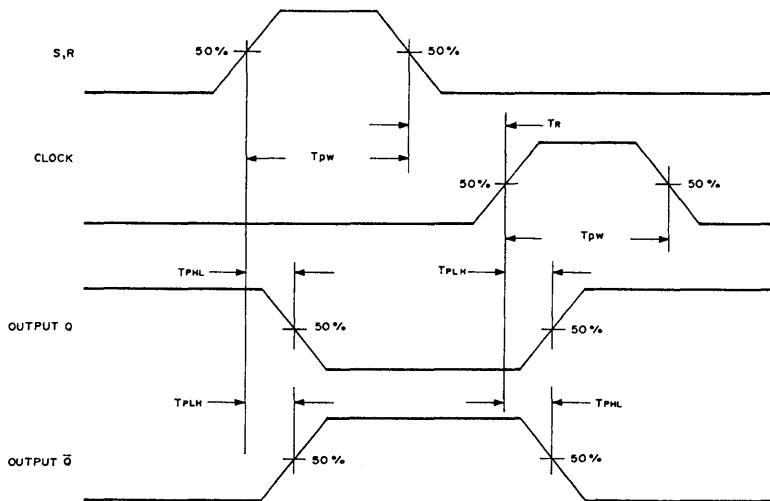 S,R
50%
50%
TR
CLOCK
TPW
50%
50%
TPW
TPHL
TPLH
OUTPUT Q
50%
50%
TPLH
TPHL
OUTPUT Q̅
50%
50%